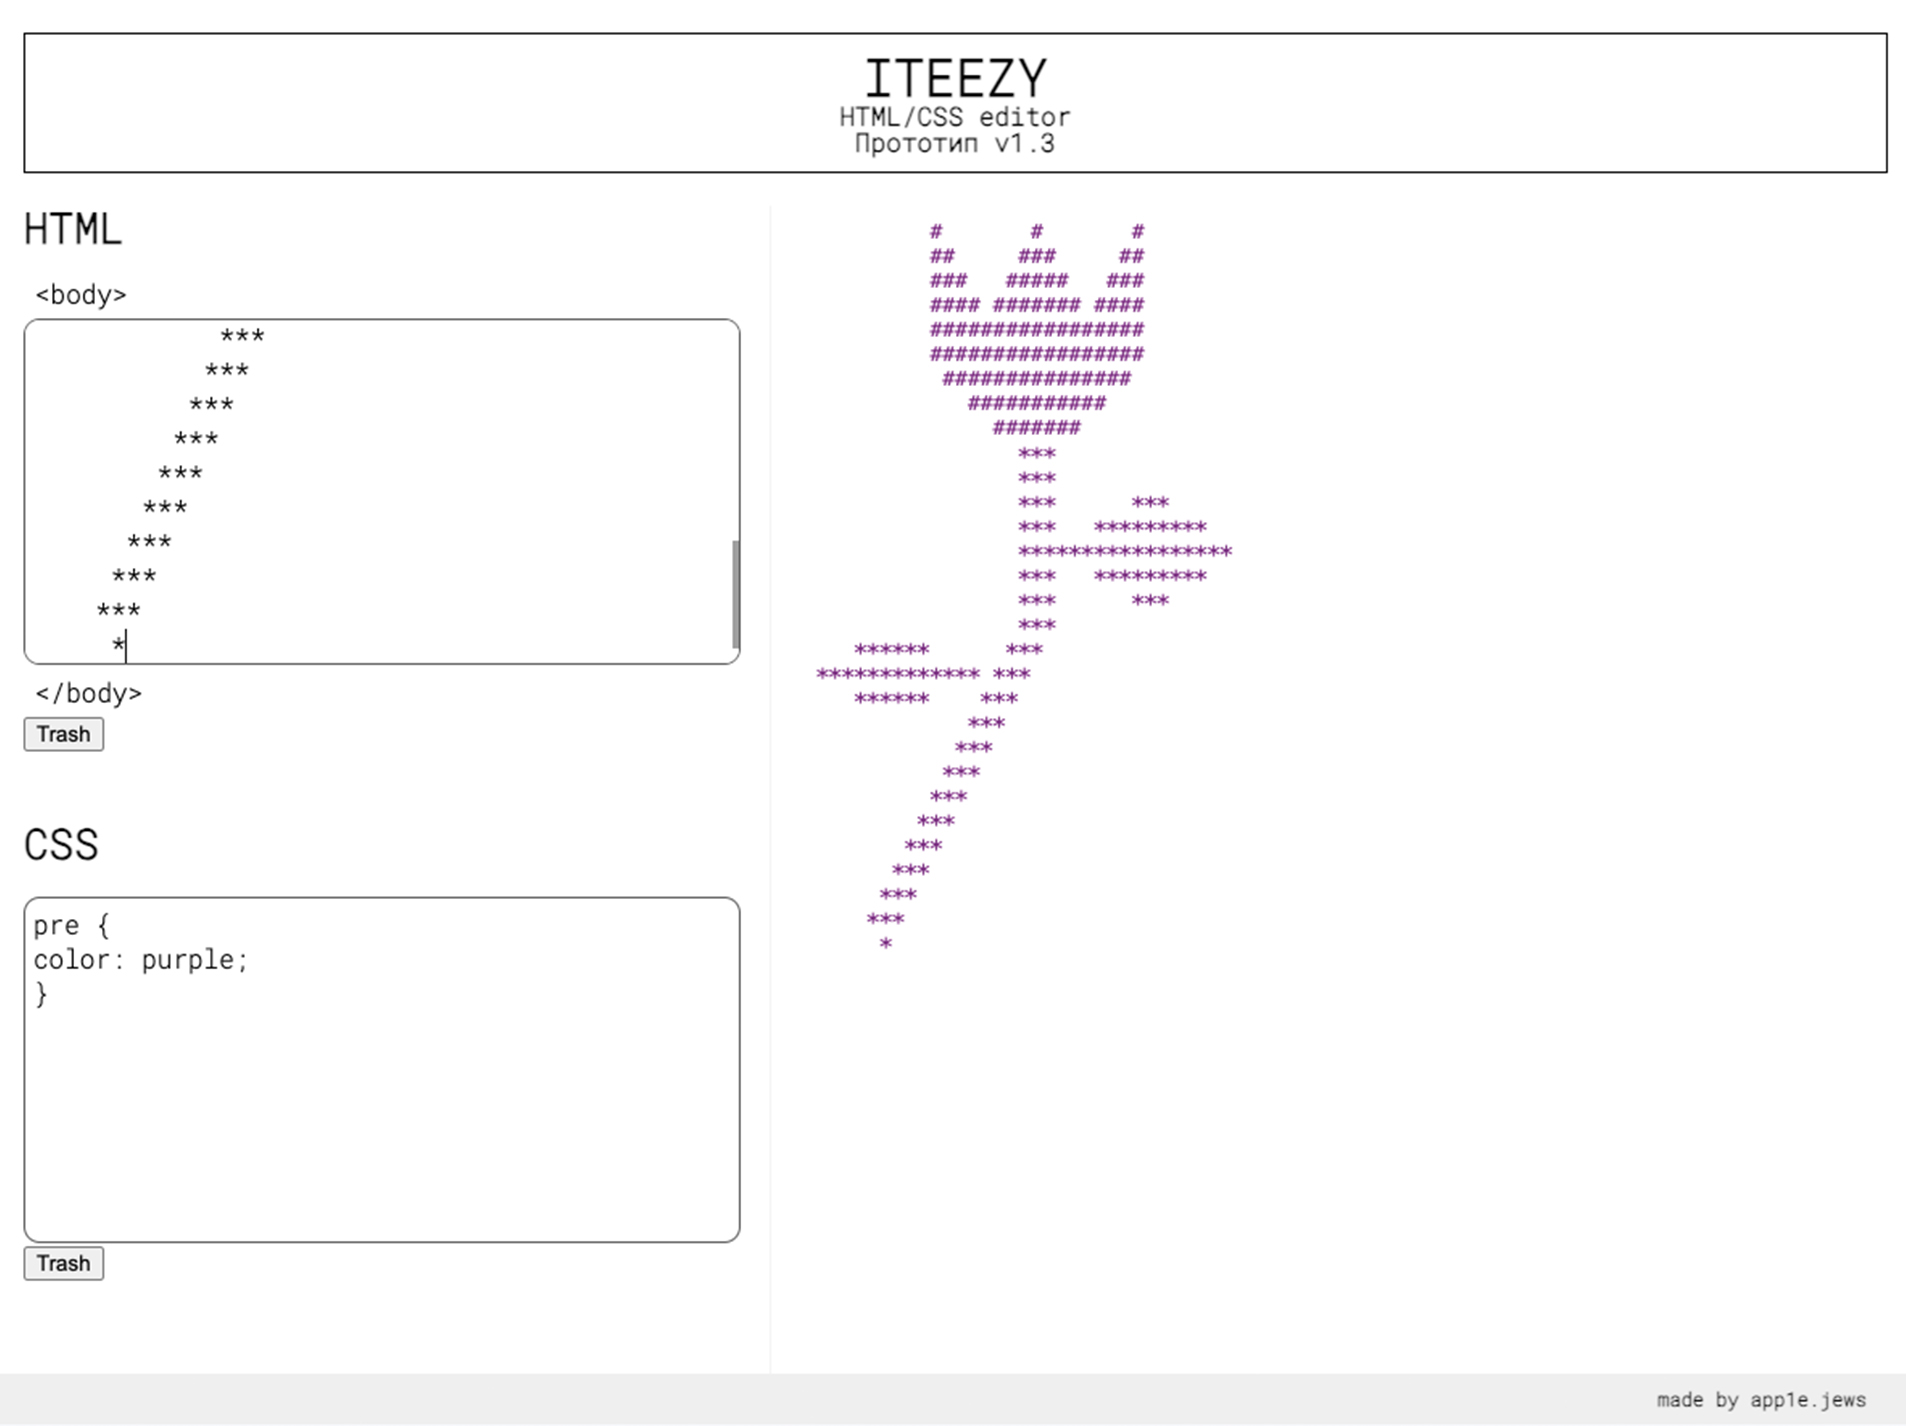 ITEEZY
HTML/CSS editor
Прототип v1.3
HTML
<body>
            ***
           ***
          ***
         ***
        ***
       ***
      ***
     ***
    ***
     *
</body>
Trash
CSS
pre {
color: purple;
}
Trash
         #       #       #
         ##     ###     ##
         ###   #####   ###
         #### ####### ####
         #################
         #################
          ###############
            ###########
              #######
                ***
                ***
                ***      ***
                ***   *********
                *****************
                ***   *********
                ***      ***
                ***
   ******      ***
************* ***
   ******    ***
            ***
           ***
          ***
         ***
        ***
       ***
      ***
     ***
    ***
     *
made by app1e.jews